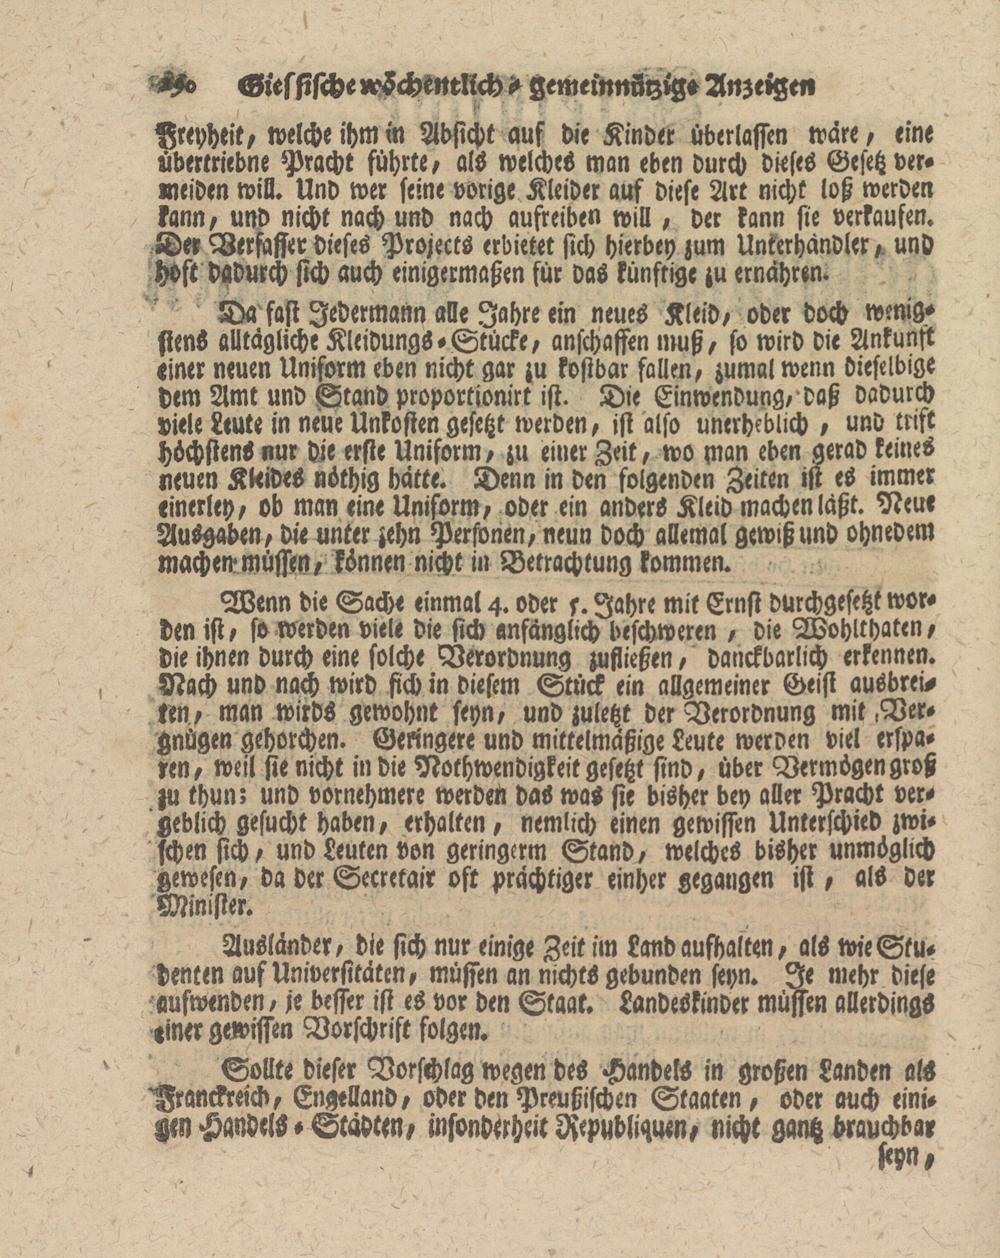 Giessische wöchentlich-gemeinnützige Anzeigen
Freyheit, welche ihm in Absicht auf die Kinder überlassen wäre, eine
übertriebne Pracht führte, als welches man eben durch dieses Gesetz ver-
meiden will. Und wer seine vorige Kleider auf diese Art nicht loß werden
kann, und nicht nach und nach aufreiben will, der kann sie verkaufen.
Der Verfasser dieses Projects erbietet sich hierbey zum Unterhändler, und
hoft dadurch sich auch einigermaßen für das künftige zu ernähren.
Da fast Jedermann alle Jahre ein neues Kleid, oder doch wenig-
stens alltägliche Kleidungs-Stücke, anschaffen muß, so wird die Ankunft
einer neuen Uniform eben nicht gar zu kostbar fallen, zumal wenn dieselbige
dem Amt und Stand proportionirt ist. Die Einwendung, daß dadurch
viele Leute in neue Unkosten gesetzt werden, ist also unerheblich, und trift
höchstens nur die erste Uniform, zu einer Zeit, wo man eben gerad keines
neuen Kleides nöthig hätte. Denn in den folgenden Zeiten ist es immer
einerley, ob man eine Uniform, oder ein anders Kleid machen läßt. Neue
Ausgaben, die unter zehn Personen, neun doch allemal gewiß und ohnedem
machen müssen, können nicht in Betrachtung kommen.
Wenn die Sache einmal 4. oder 5. Jahre mit Ernst durchgesetzt wor-
den ist, so werden viele die sich anfänglich beschweren, die Wohlthaten,
die ihnen durch eine solche Verordnung zufließen, danckbarlich erkennen.
Nach und nach wird sich in diesem Stück ein allgemeiner Geist ausbrei-
ten, man wirds gewohnt seyn, und zuletzt der Verordnung mit Ver-
gnügen gehorchen. Geringere und mittelmäßige Leute werden viel erspa-
ren, weil sie nicht in die Nothwendigkeit gesetzt sind, über Vermögen groß
zu thun; und vornehmere werden das was sie bisher bey aller Pracht ver-
geblich gesucht haben, erhalten, nemlich einen gewissen Unterschied zwi-
schen sich, und Leuten von geringerm Stand, welches bisher unmöglich
gewesen, da der Secretair oft prächtiger einher gegangen ist, als der
Minister.
Ausländer, die sich nur einige Zeit im Land aufhalten, als wie Stu-
denten auf Universitäten, müssen an nichts gebunden seyn. Je mehr diese
aufwenden, je besser ist es vor den Staat. Landeskinder müssen allerdings
einer gewissen Vorschrift folgen.
Sollte dieser Vorschlag wegen des Handels in großen Landen als
Franckreich, Engelland, oder den Preußischen Staaten, oder auch eini-
gen Handels-Städten, insonderheit Republiquen, nicht gantz brauchbar
seyn,